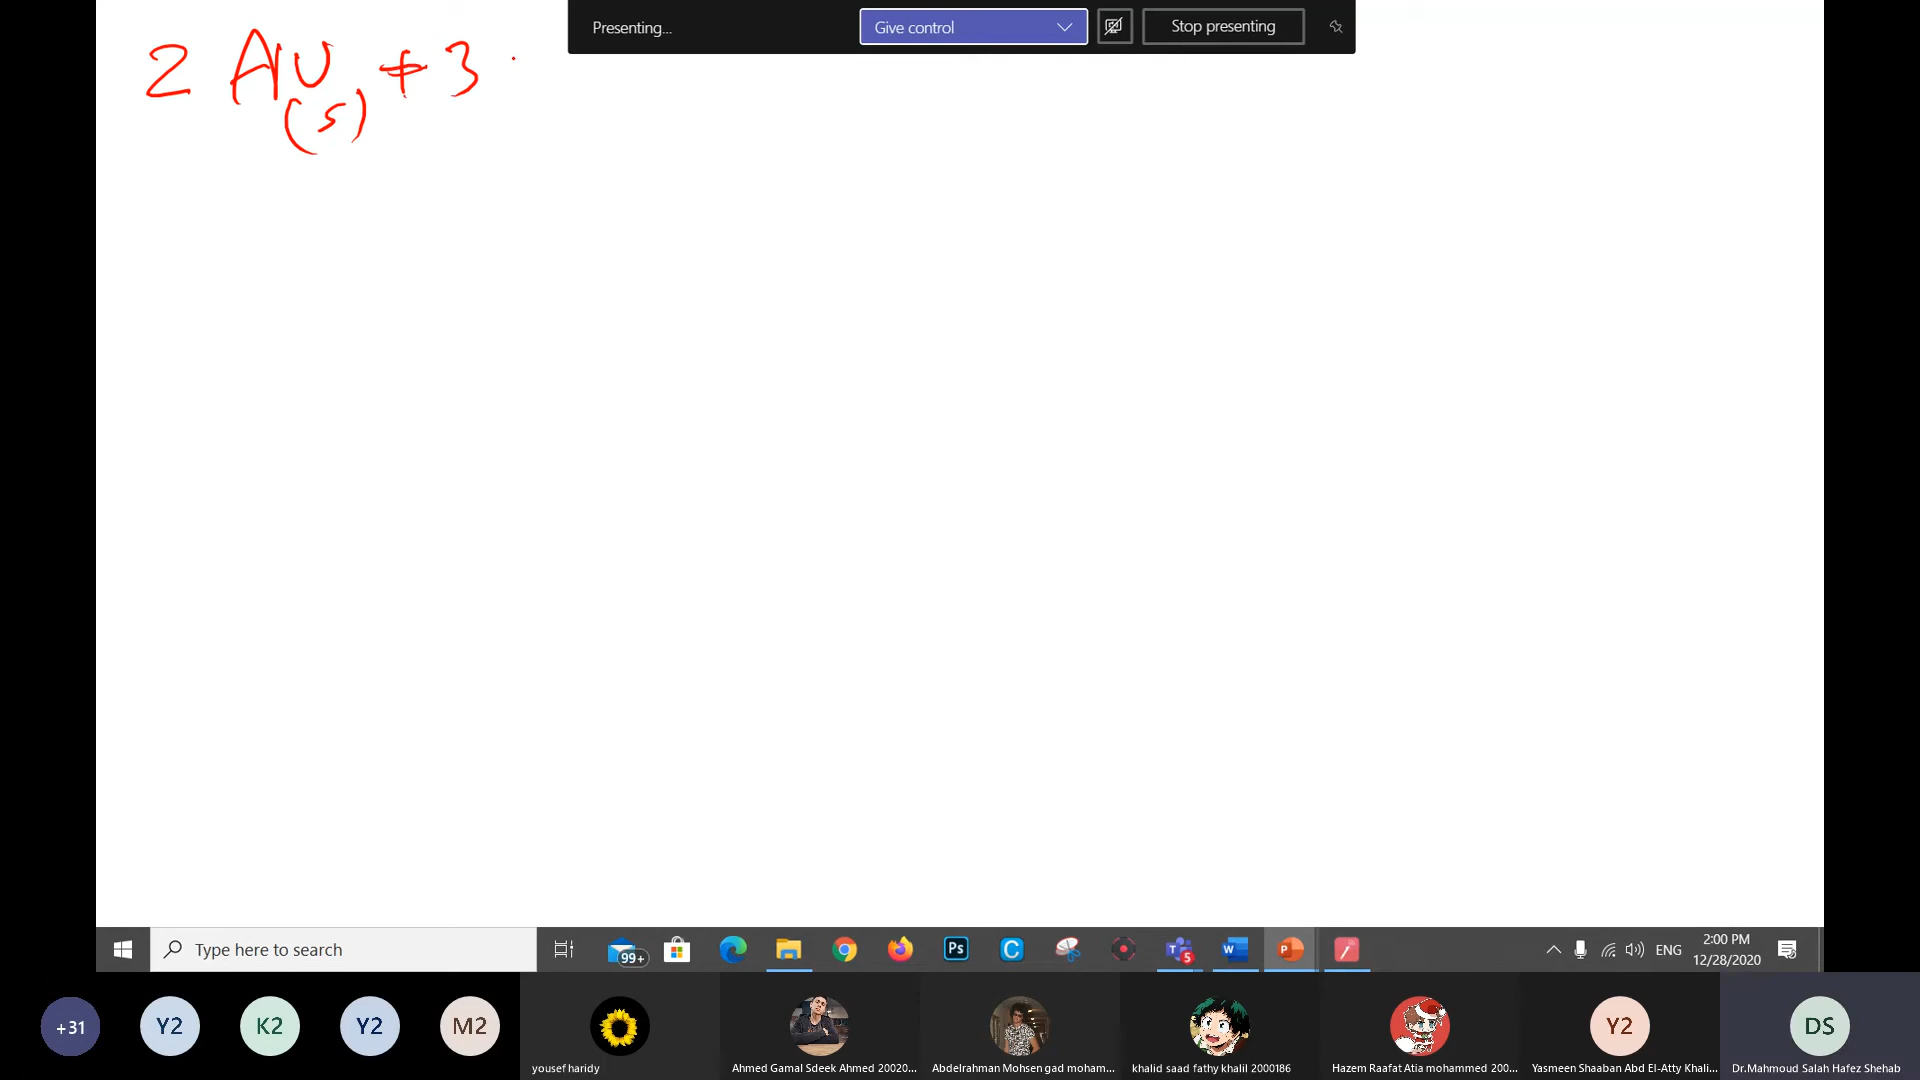 Presenting...
Give control
Stop presenting
2 Au + 3
(s)
Type here to search
99+
Ps
C
5
W
P
ENG
2:00 PM
12/28/2020
+31
Y2
K2
Y2
M2
Y2
DS
yousef haridy
Ahmed Gamal Sdeek Ahmed 20020...
Abdelrahman Mohsen gad moham...
khalid saad fathy khalil 2000186
Hazem Raafat Atia mohammed 200...
Yasmeen Shaaban Abd El-Atty Khali...
Dr.Mahmoud Salah Hafez Shehab